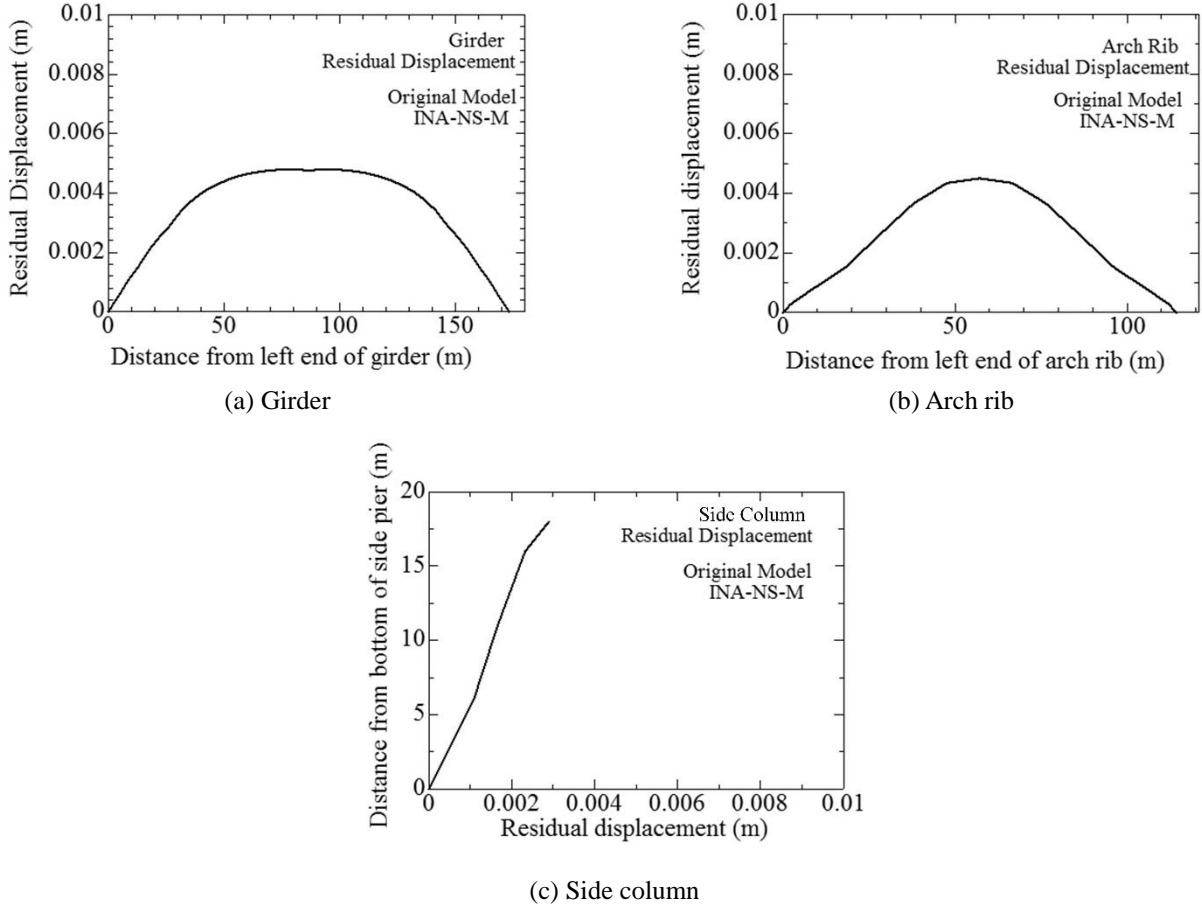 Residual Displacement (m)
0.01
0.008
0.006
0.004
0.002
0
0 50 100 150
Girder
Residual Displacement
Original Model
INA-NS-M
Distance from left end of girder (m)
(a) Girder
Residual displacement (m)
0.01
0.008
0.006
0.004
0.002
0
0 50 100
Arch Rib
Residual Displacement
Original Model
INA-NS-M
Distance from left end of arch rib (m)
(b) Arch rib
Distance from bottom of side pier (m)
20
15
10
5
0
0 0.002 0.004 0.006 0.008 0.01
Side Column
Residual Displacement
Original Model
INA-NS-M
Residual displacement (m)
(c) Side column